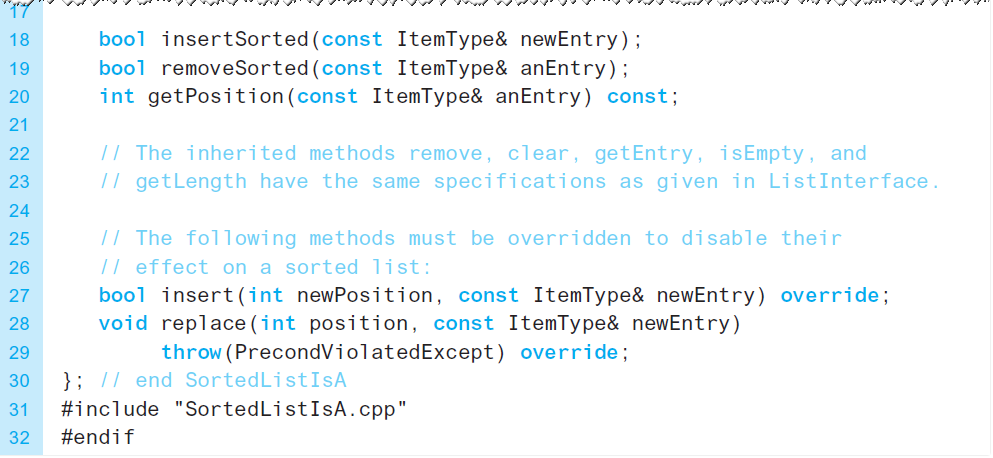 17
18 bool insertSorted(const ItemType& newEntry);
19 bool removeSorted(const ItemType& anEntry);
20 int getPosition(const ItemType& anEntry) const;
21
22 // The inherited methods remove, clear, getEntry, isEmpty, and
23 // getLength have the same specifications as given in ListInterface.
24
25 // The following methods must be overridden to disable their
26 // effect on a sorted list:
27 bool insert(int newPosition, const ItemType& newEntry) override;
28 void replace(int position, const ItemType& newEntry)
29 throw(PrecondViolatedExcept) override;
30 }; // end SortedListIsA
31 #include "SortedListIsA.cpp"
32 #endif